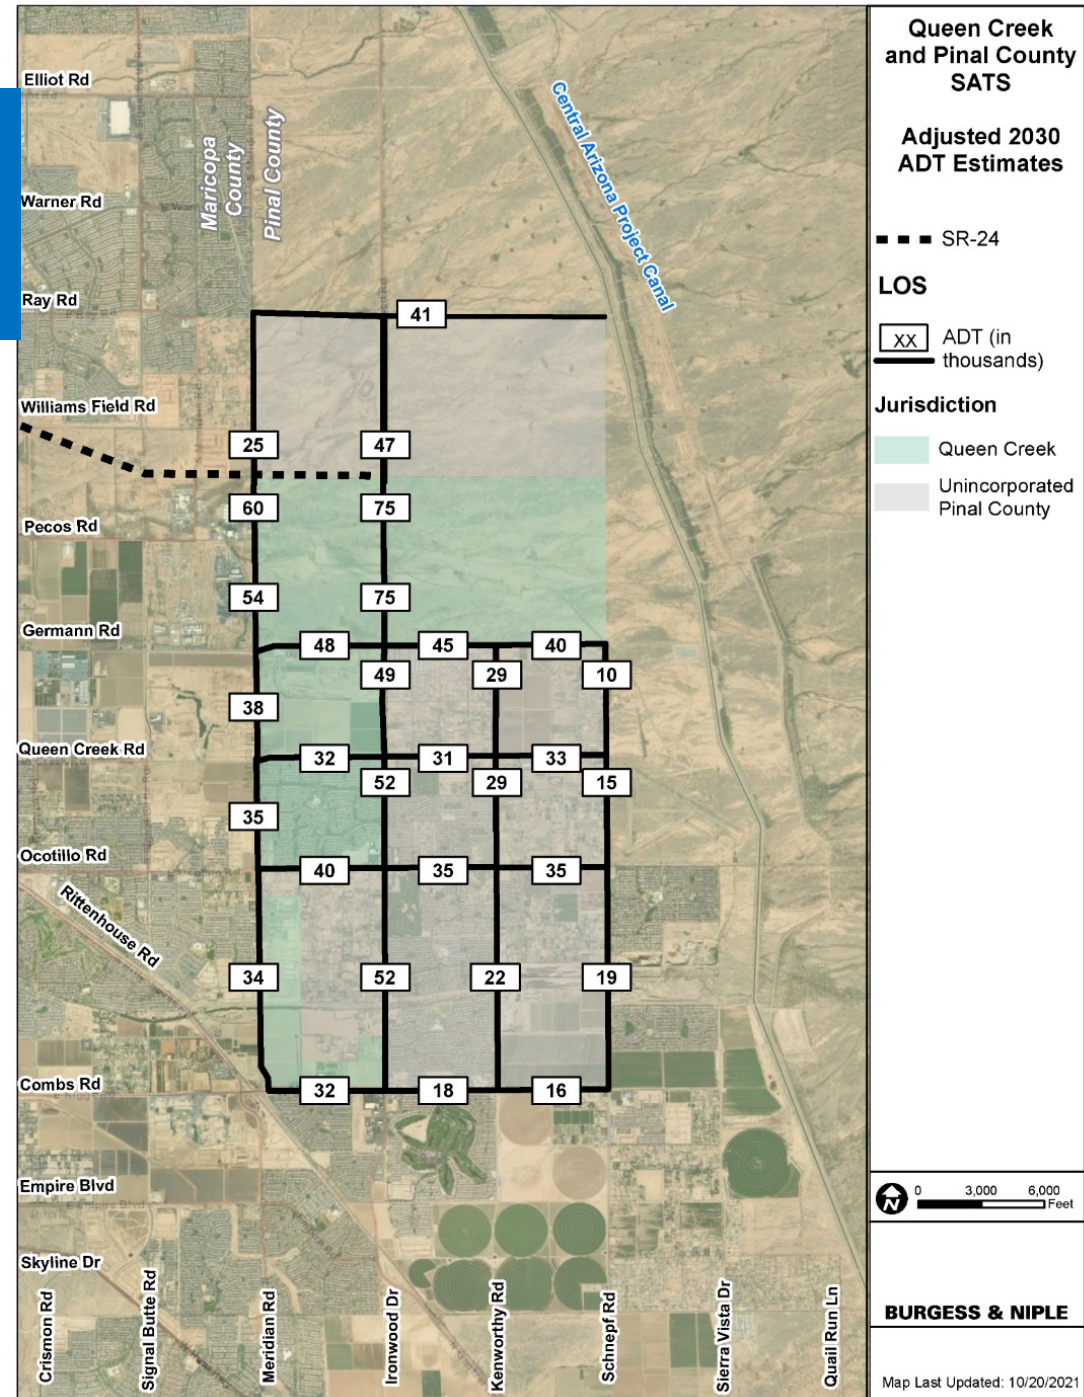 Queen Creek
and Pinal County
SATS
Adjusted 2030
ADT Estimates
SR-24
LOS
XX
ADT (in
thousands)
Jurisdiction
Queen Creek
Unincorporated
Pinal County
0 3,000 6,000
Feet
N
BURGESS & NIPLE
Map Last Updated: 10/20/2021
Elliot Rd
Warner Rd
Ray Rd
Williams Field Rd
Pecos Rd
Germann Rd
Queen Creek Rd
Ocotillo Rd
Rittenhouse Rd
Combs Rd
Empire Blvd
Skyline Dr
Maricopa
County
Pinal County
Central Arizona Project Canal
41
25 47
60 75
54 75
48 45 40
49 29 10
38
32 31 33
52 29 15
35
40 35 35
34 52 22 19
32 18 16
Crismon Rd
Signal Butte Rd
Meridian Rd
Ironwood Dr
Kenworthy Rd
Schnepf Rd
Sierra Vista Dr
Quail Run Ln